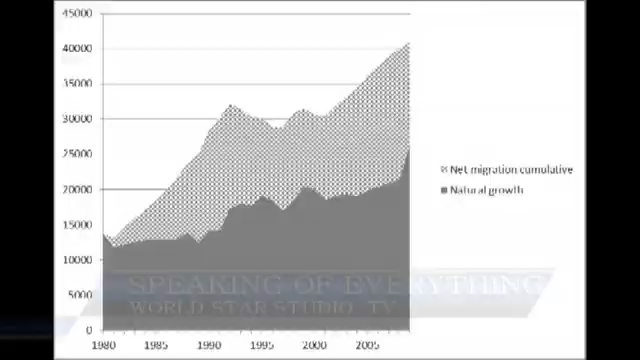 45000
40000
35000
30000
25000
20000
15000
10000
5000
0
1980 1985 1990 1995 2000 2005
Net migration cumulative
Natural growth
SPEAKING OF EVERYTHING
WORLD STAR STUDIO TV